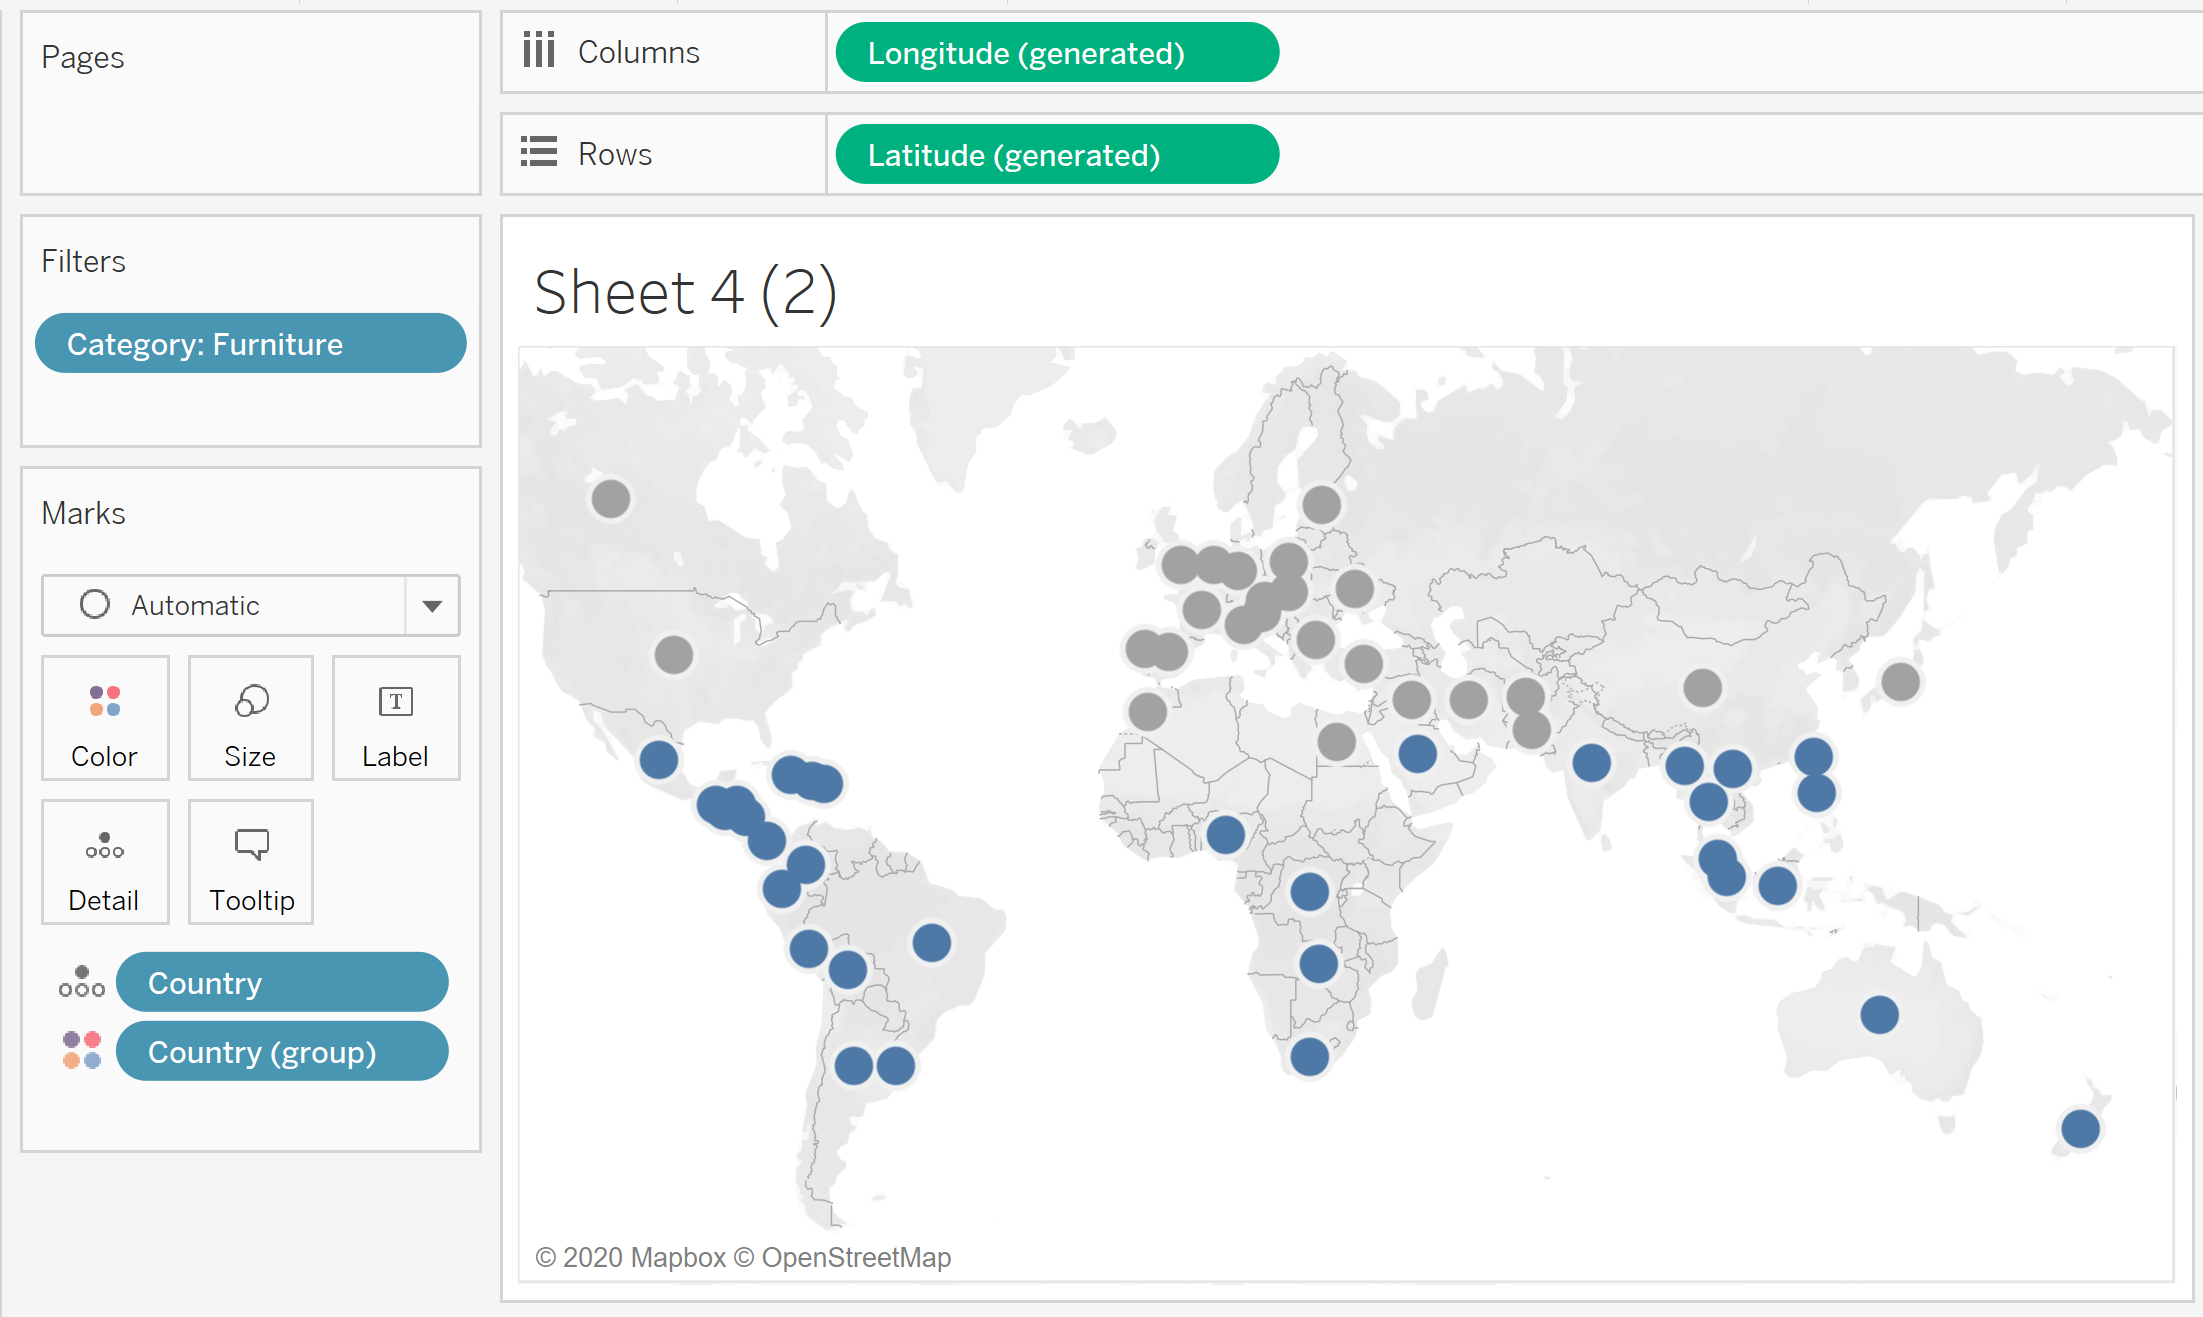 Pages
Columns
Longitude (generated)
Rows
Latitude (generated)
Filters
Category: Furniture
Marks
Automatic
Color
Size
T
Label
Detail
Tooltip
Country
Country (group)
Sheet 4 (2)
© 2020 Mapbox © OpenStreetMap